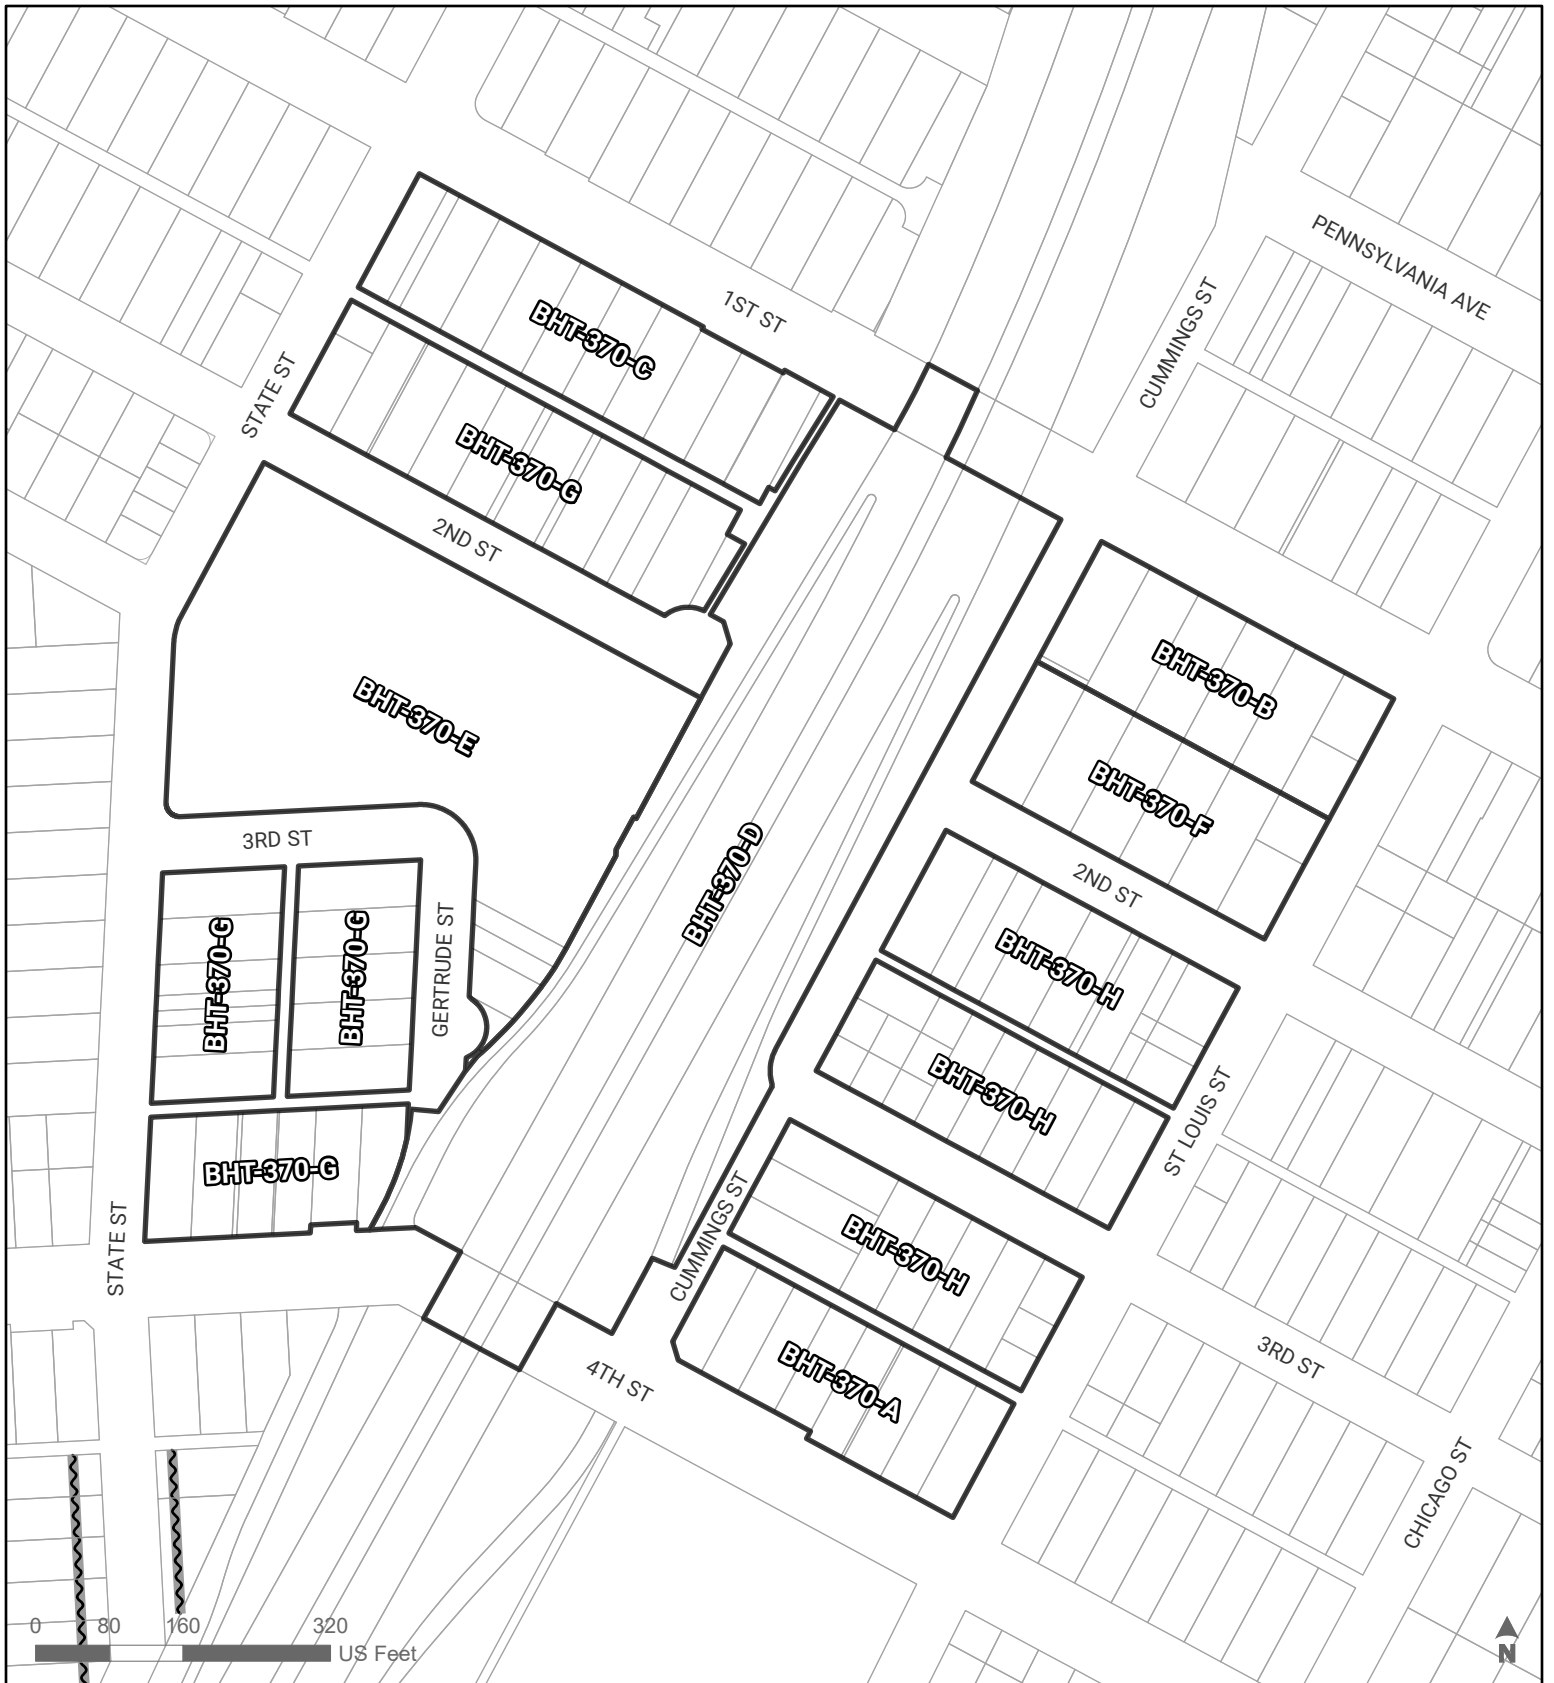 PENNSYLVANIA AVE
1ST ST
CUMMINGS ST
BHT-370-C
STATE ST
BHT-370-G
2ND ST
BHT-370-B
BHT-370-E
BHT-370-F
3RD ST
BHT-370-D
2ND ST
BHT-370-G
BHT-370-G
GERTRUDE ST
BHT-370-H
BHT-370-H
ST LOUIS ST
BHT-370-G
STATE ST
CUMMINGS ST
BHT-370-H
3RD ST
4TH ST
BHT-370-A
CHICAGO ST
0 80 160 320
US Feet
N